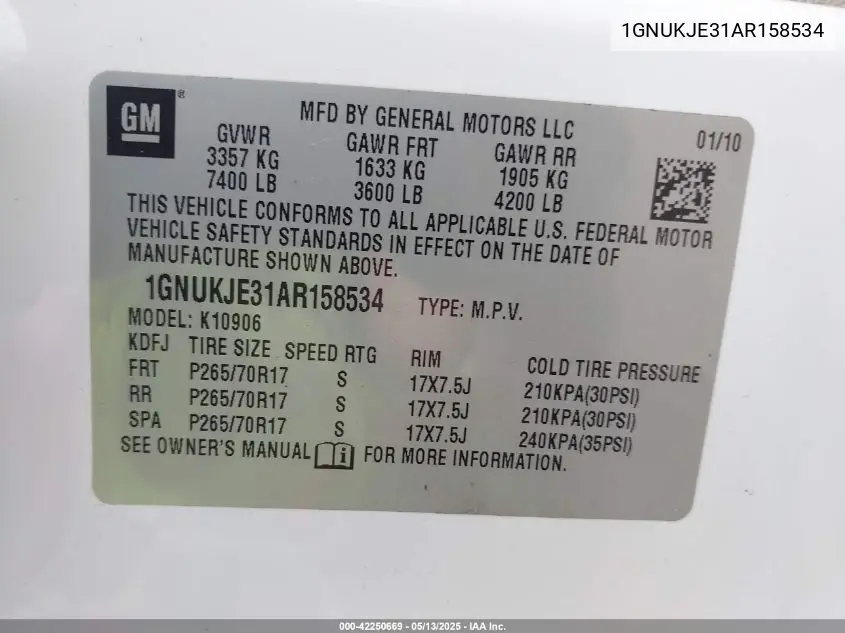 1GNUKJE31AR158534
GM®
MFD BY GENERAL MOTORS LLC
01/10
GVWR GAWR FRT GAWR RR
3357 KG 1633 KG 1905 KG
7400 LB 3600 LB 4200 LB
THIS VEHICLE CONFORMS TO ALL APPLICABLE U.S. FEDERAL MOTOR
VEHICLE SAFETY STANDARDS IN EFFECT ON THE DATE OF
MANUFACTURE SHOWN ABOVE.
1GNUKJE31AR158534 TYPE: M.P.V.
MODEL: K10906
KDFJ TIRE SIZE SPEED RTG RIM COLD TIRE PRESSURE
FRT P265/70R17 S 17X7.5J 210KPA(30PSI)
RR P265/70R17 S 17X7.5J 210KPA(30PSI)
SPA P265/70R17 S 17X7.5J 240KPA(35PSI)
SEE OWNER'S MANUAL i FOR MORE INFORMATION.
000-42250669 - 05/13/2025 - IAA Inc.